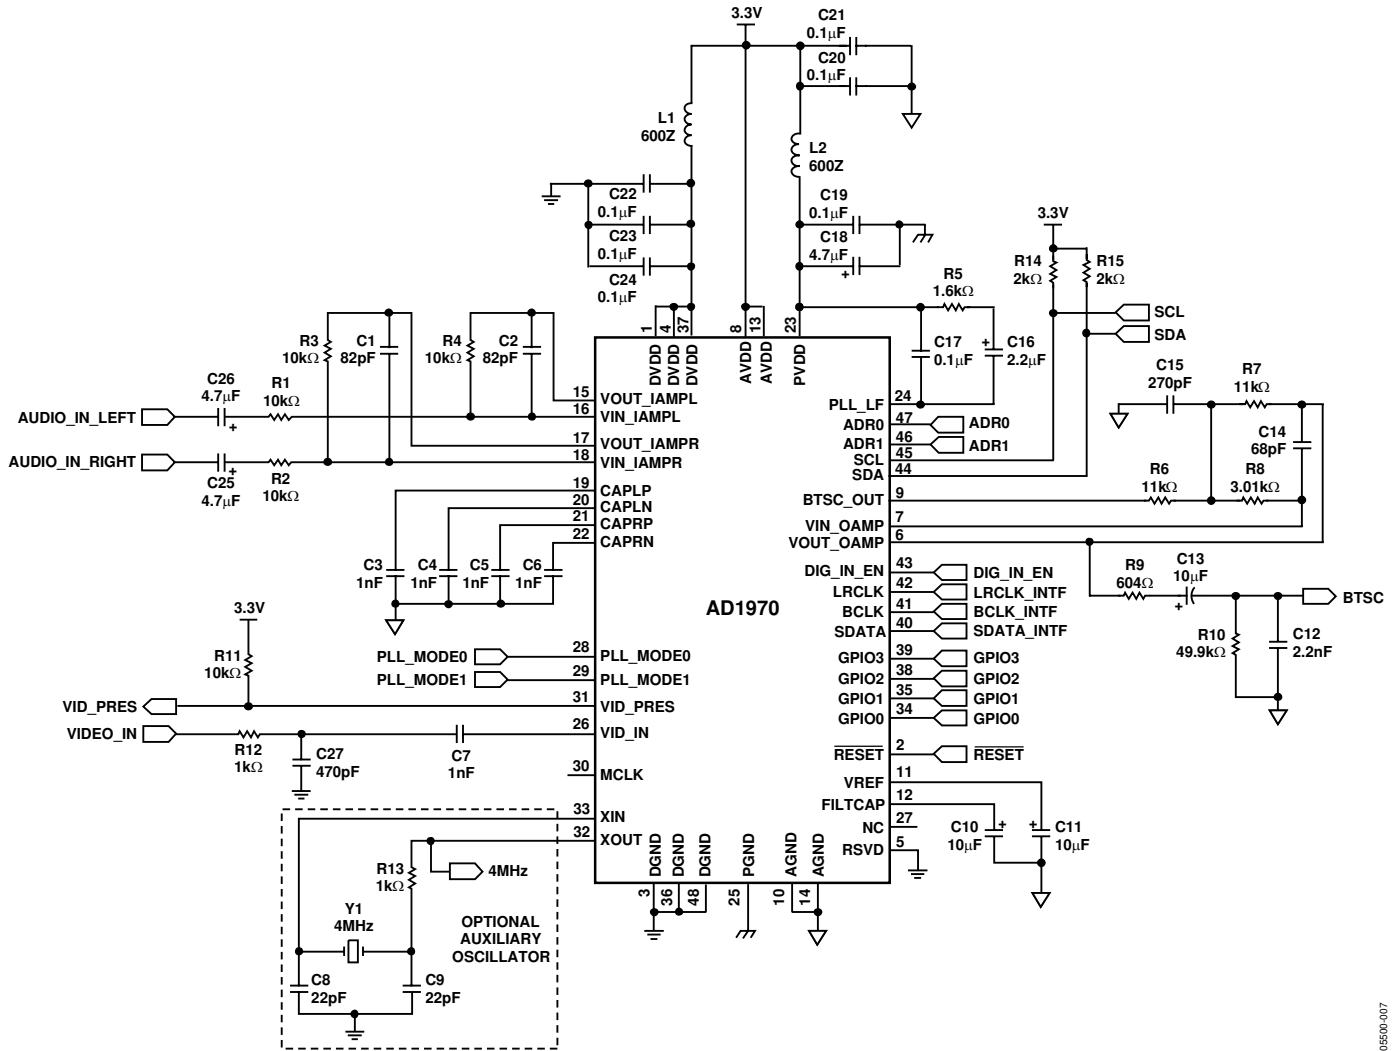 3.3V
C21
0.1μF
C20
0.1μF
L1
600Z
L2
600Z
C22
0.1μF
C23
0.1μF
C24
0.1μF
C19
0.1μF
C18
4.7μF
+
3.3V
R14
2kΩ
R15
2kΩ
SCL
SDA
R5
1.6kΩ
C17
0.1μF
+
C16
2.2μF
C15
270pF
R7
11kΩ
C14
68pF
R6
11kΩ
R8
3.01kΩ
R3
10kΩ
C1
82pF
R4
10kΩ
C2
82pF
AUDIO_IN_LEFT
C26
4.7μF
+
R1
10kΩ
AUDIO_IN_RIGHT
C25
4.7μF
+
R2
10kΩ
C3
1nF
C4
1nF
C5
1nF
C6
1nF
1
4
37
8
13
23
DVDD
DVDD
DVDD
AVDD
AVDD
PVDD
15 VOUT_IAMPL
16 VIN_IAMPL
17 VOUT_IAMPR
18 VIN_IAMPR
19 CAPLP
20 CAPLN
21 CAPRP
22 CAPRN
28 PLL_MODE0
29 PLL_MODE1
31 VID_PRES
26 VID_IN
30 MCLK
33 XIN
32 XOUT
AD1970
PLL_LF 24
ADR0 47 ADR0
ADR1 46 ADR1
SCL 45
SDA 44
BTSC_OUT 9
VIN_OAMP 7
VOUT_OAMP 6
DIG_IN_EN 43 DIG_IN_EN
LRCLK 42 LRCLK_INTF
BCLK 41 BCLK_INTF
SDATA 40 SDATA_INTF
GPIO3 39 GPIO3
GPIO2 38 GPIO2
GPIO1 35 GPIO1
GPIO0 34 GPIO0
RESET 2 RESET
VREF 11
FILTCAP 12
NC 27
RSVD 5
R9
604Ω
C13
10μF
+
BTSC
R10
49.9kΩ
C12
2.2nF
C10
10μF
+
C11
10μF
+
PLL_MODE0
PLL_MODE1
3.3V
R11
10kΩ
VID_PRES
VIDEO_IN
R12
1kΩ
C27
470pF
C7
1nF
R13
1kΩ
4MHz
Y1
4MHz
C8
22pF
C9
22pF
OPTIONAL
AUXILIARY
OSCILLATOR
DGND
DGND
DGND
PGND
AGND
AGND
3
36
48
25
10
14
05500-007